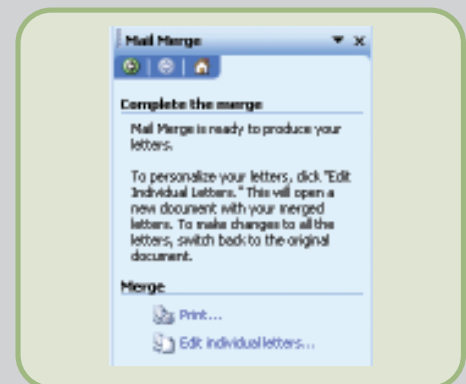 Mail Merge
Complete the merge
Mail Merge is ready to produce your
letters.
To personalize your letters, click "Edit
Individual Letters." This will open a
new document with your merged
letters. To make changes to all the
letters, switch back to the original
document.
Merge
Print...
Edit individual letters...